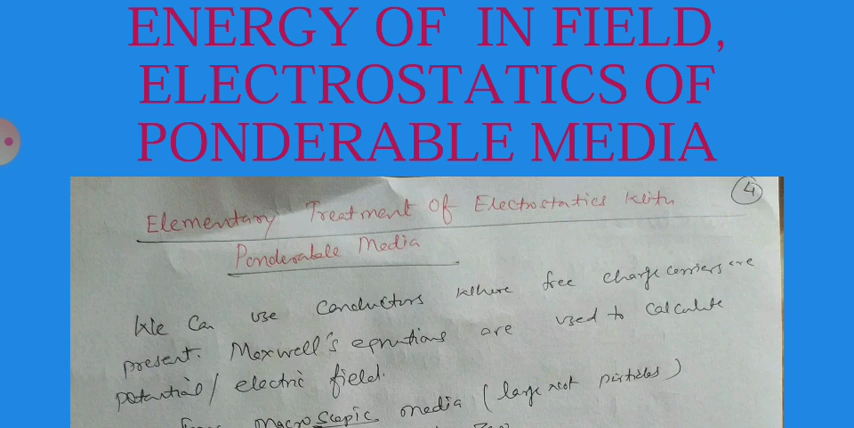 ENERGY OF IN FIELD,
ELECTROSTATICS OF
PONDERABLE MEDIA
4
Elementary Treatment Of Electrostatics With
Ponderable Media
We Can use Conductors where free charge carriers are
present. Maxwell's equations are used to Calculate
potential / electric field.
macroscopic media (large not particles)